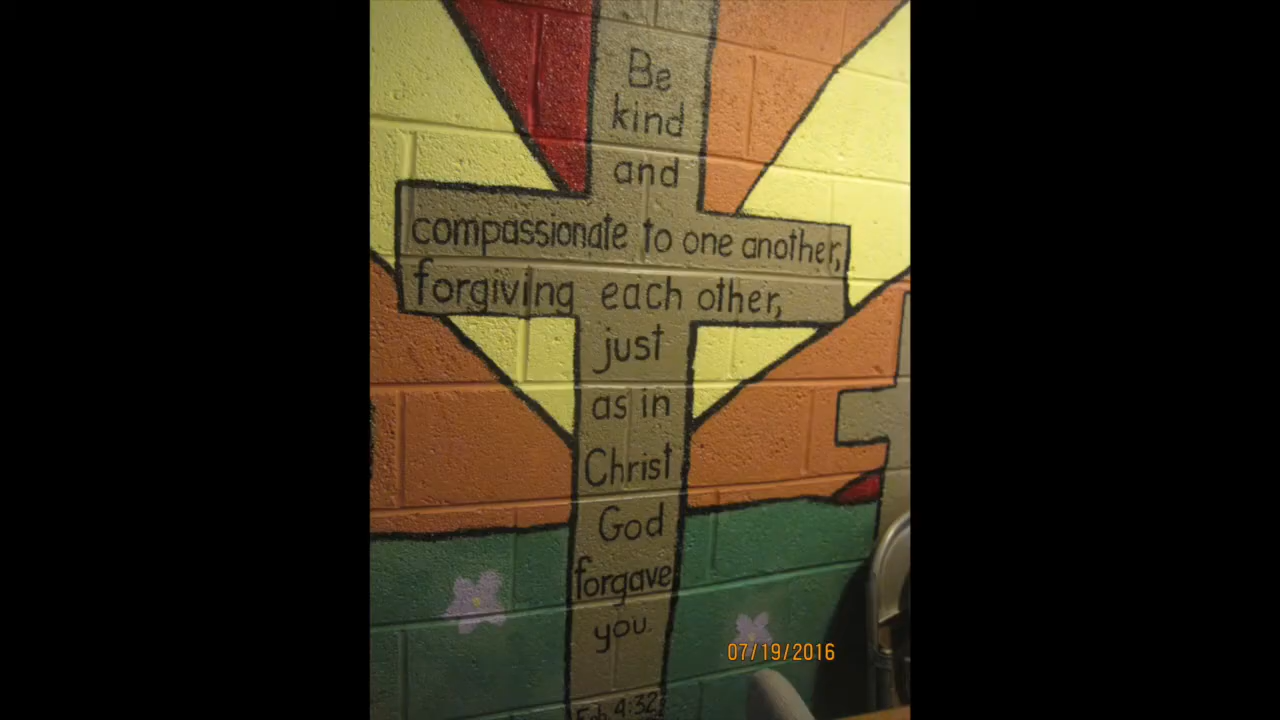 Be
kind
and
compassionate to one another,
forgiving each other,
just
as in
Christ
God
forgave
you.
Eph 4:32
07/19/2016